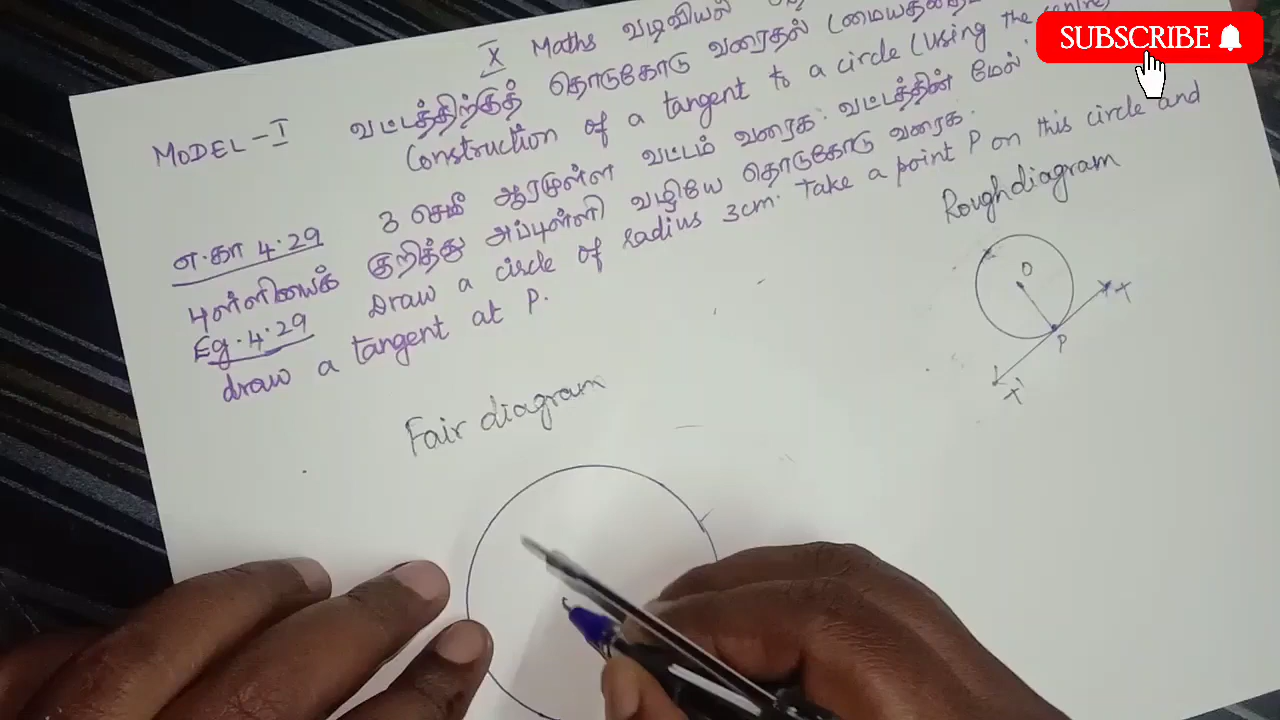 X Maths வடிவியல்
MODEL-I வட்டத்திற்குத் தொடுகோடு வரைதல்
Construction of a tangent to a circle (Using the centre)
எ.கா 4.29 3 செமீ ஆரமுள்ள வட்டம் வரைக. வட்டத்தின் மேல்
புள்ளியைக் குறித்து அப்புள்ளி வழியே தொடுகோடு வரைக.
Eg. 4.29 Draw a circle of radius 3cm. Take a point P on this circle and
draw a tangent at P.
Rough diagram
O
P
T
T'
Fair diagram
SUBSCRIBE